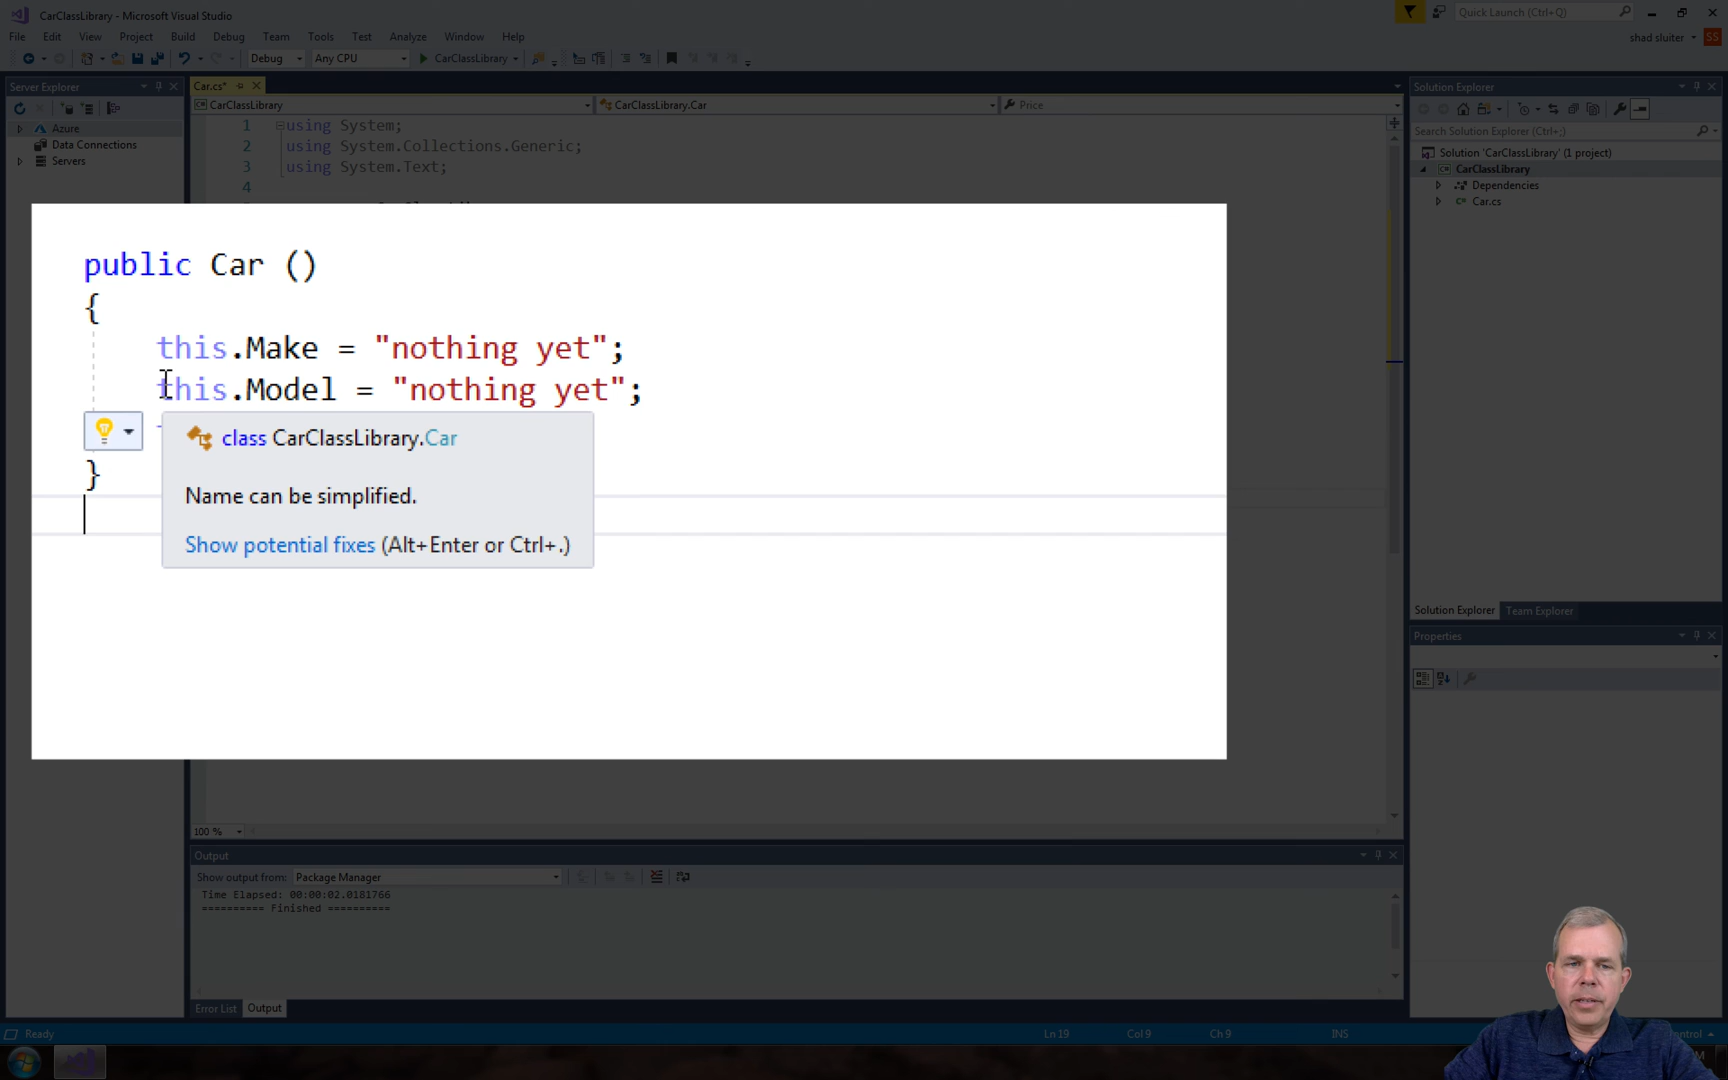 CarClassLibrary - Microsoft Visual Studio
Quick Launch (Ctrl+Q)
File Edit View Project Build Debug Team Tools Test Analyze Window Help
shad sluiter
SS
Debug Any CPU CarClassLibrary
Server Explorer
Azure
Data Connections
Servers
Car.cs*
CarClassLibrary
CarClassLibrary.Car
Price
1 using System;
2 using System.Collections.Generic;
3 using System.Text;
4
public Car ()
{
this.Make = "nothing yet";
this.Model = "nothing yet";
class CarClassLibrary.Car
Name can be simplified.
Show potential fixes (Alt+Enter or Ctrl+.)
}
100 %
Output
Show output from: Package Manager
Time Elapsed: 00:00:02.0181766
========== Finished ==========
Error List Output
Solution Explorer
Search Solution Explorer (Ctrl+;)
Solution 'CarClassLibrary' (1 project)
CarClassLibrary
Dependencies
Car.cs
Solution Explorer Team Explorer
Properties
Ready
Ln 19 Col 9 Ch 9 INS